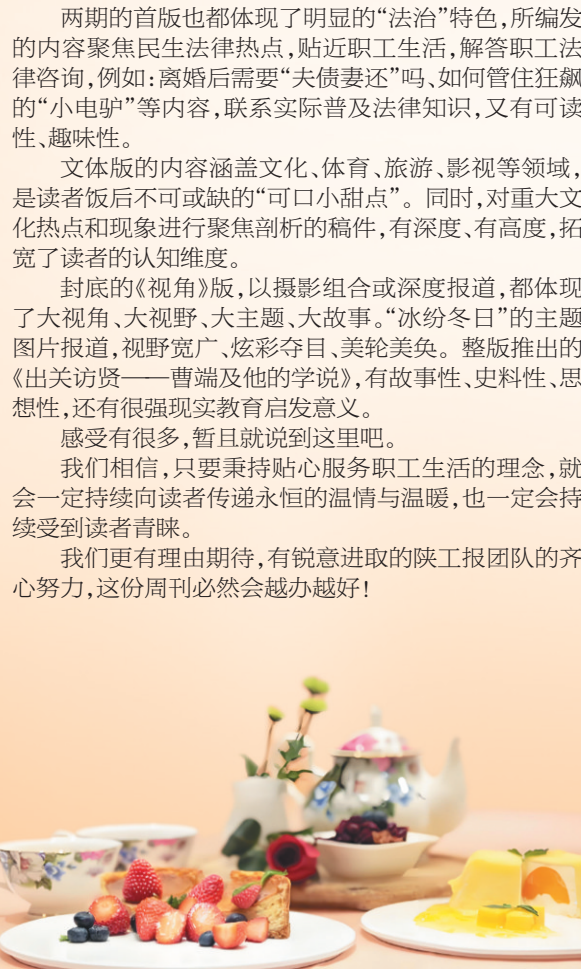 两期的首版也都体现了明显的“法治”特色,所编发
的内容聚焦民生法律热点,贴近职工生活,解答职工法
律咨询,例如:离婚后需要“夫债妻还”吗、如何管住狂飙
的“小电驴”等内容,联系实际普及法律知识,又有可读
性、趣味性。
文体版的内容涵盖文化、体育、旅游、影视等领域,
是读者饭后不可或缺的“可口小甜点”。同时,对重大文
化热点和现象进行聚焦剖析的稿件,有深度、有高度,拓
宽了读者的认知维度。
封底的《视角》版,以摄影组合或深度报道,都体现
了大视角、大视野、大主题、大故事。“冰纷冬日”的主题
图片报道,视野宽广、炫彩夺目、美轮美奂。整版推出的
《出关访贤——曹端及他的学说》,有故事性、史料性、思
想性,还有很强现实教育启发意义。
感受有很多,暂且就说到这里吧。
我们相信,只要秉持贴心服务职工生活的理念,就
会一定持续向读者传递永恒的温情与温暖,也一定会持
续受到读者青睐。
我们更有理由期待,有锐意进取的陕工报团队的齐
心努力,这份周刊必然会越办越好!